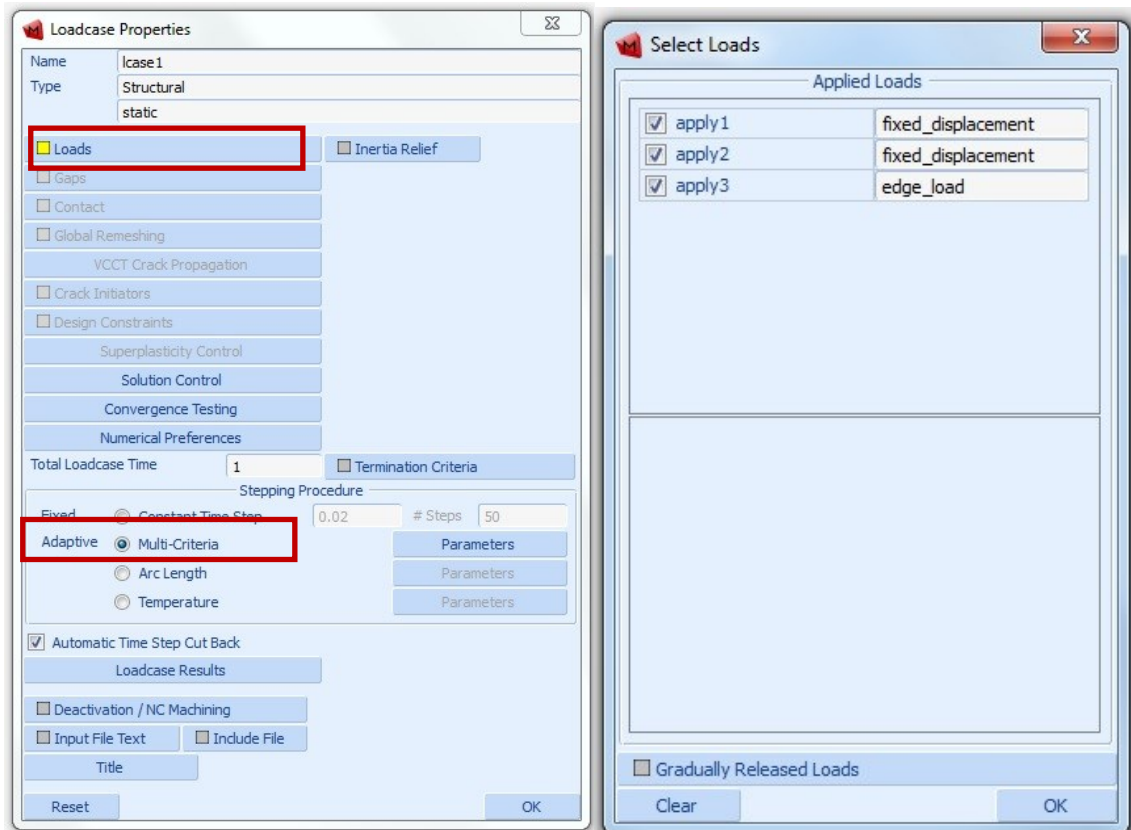 Loadcase Properties
Name lcase1
Type Structural
static
Loads Inertia Relief
Gaps
Contact
Global Remeshing
VCCT Crack Propagation
Crack Initiators
Design Constraints
Superplasticity Control
Solution Control
Convergence Testing
Numerical Preferences
Total Loadcase Time 1 Termination Criteria
Stepping Procedure
Fixed Constant Time Step 0.02 # Steps 50
Adaptive Multi-Criteria Parameters
Arc Length Parameters
Temperature Parameters
Automatic Time Step Cut Back
Loadcase Results
Deactivation / NC Machining
Input File Text Include File
Title
Reset OK
Select Loads
Applied Loads
apply1 fixed_displacement
apply2 fixed_displacement
apply3 edge_load
Gradually Released Loads
Clear OK